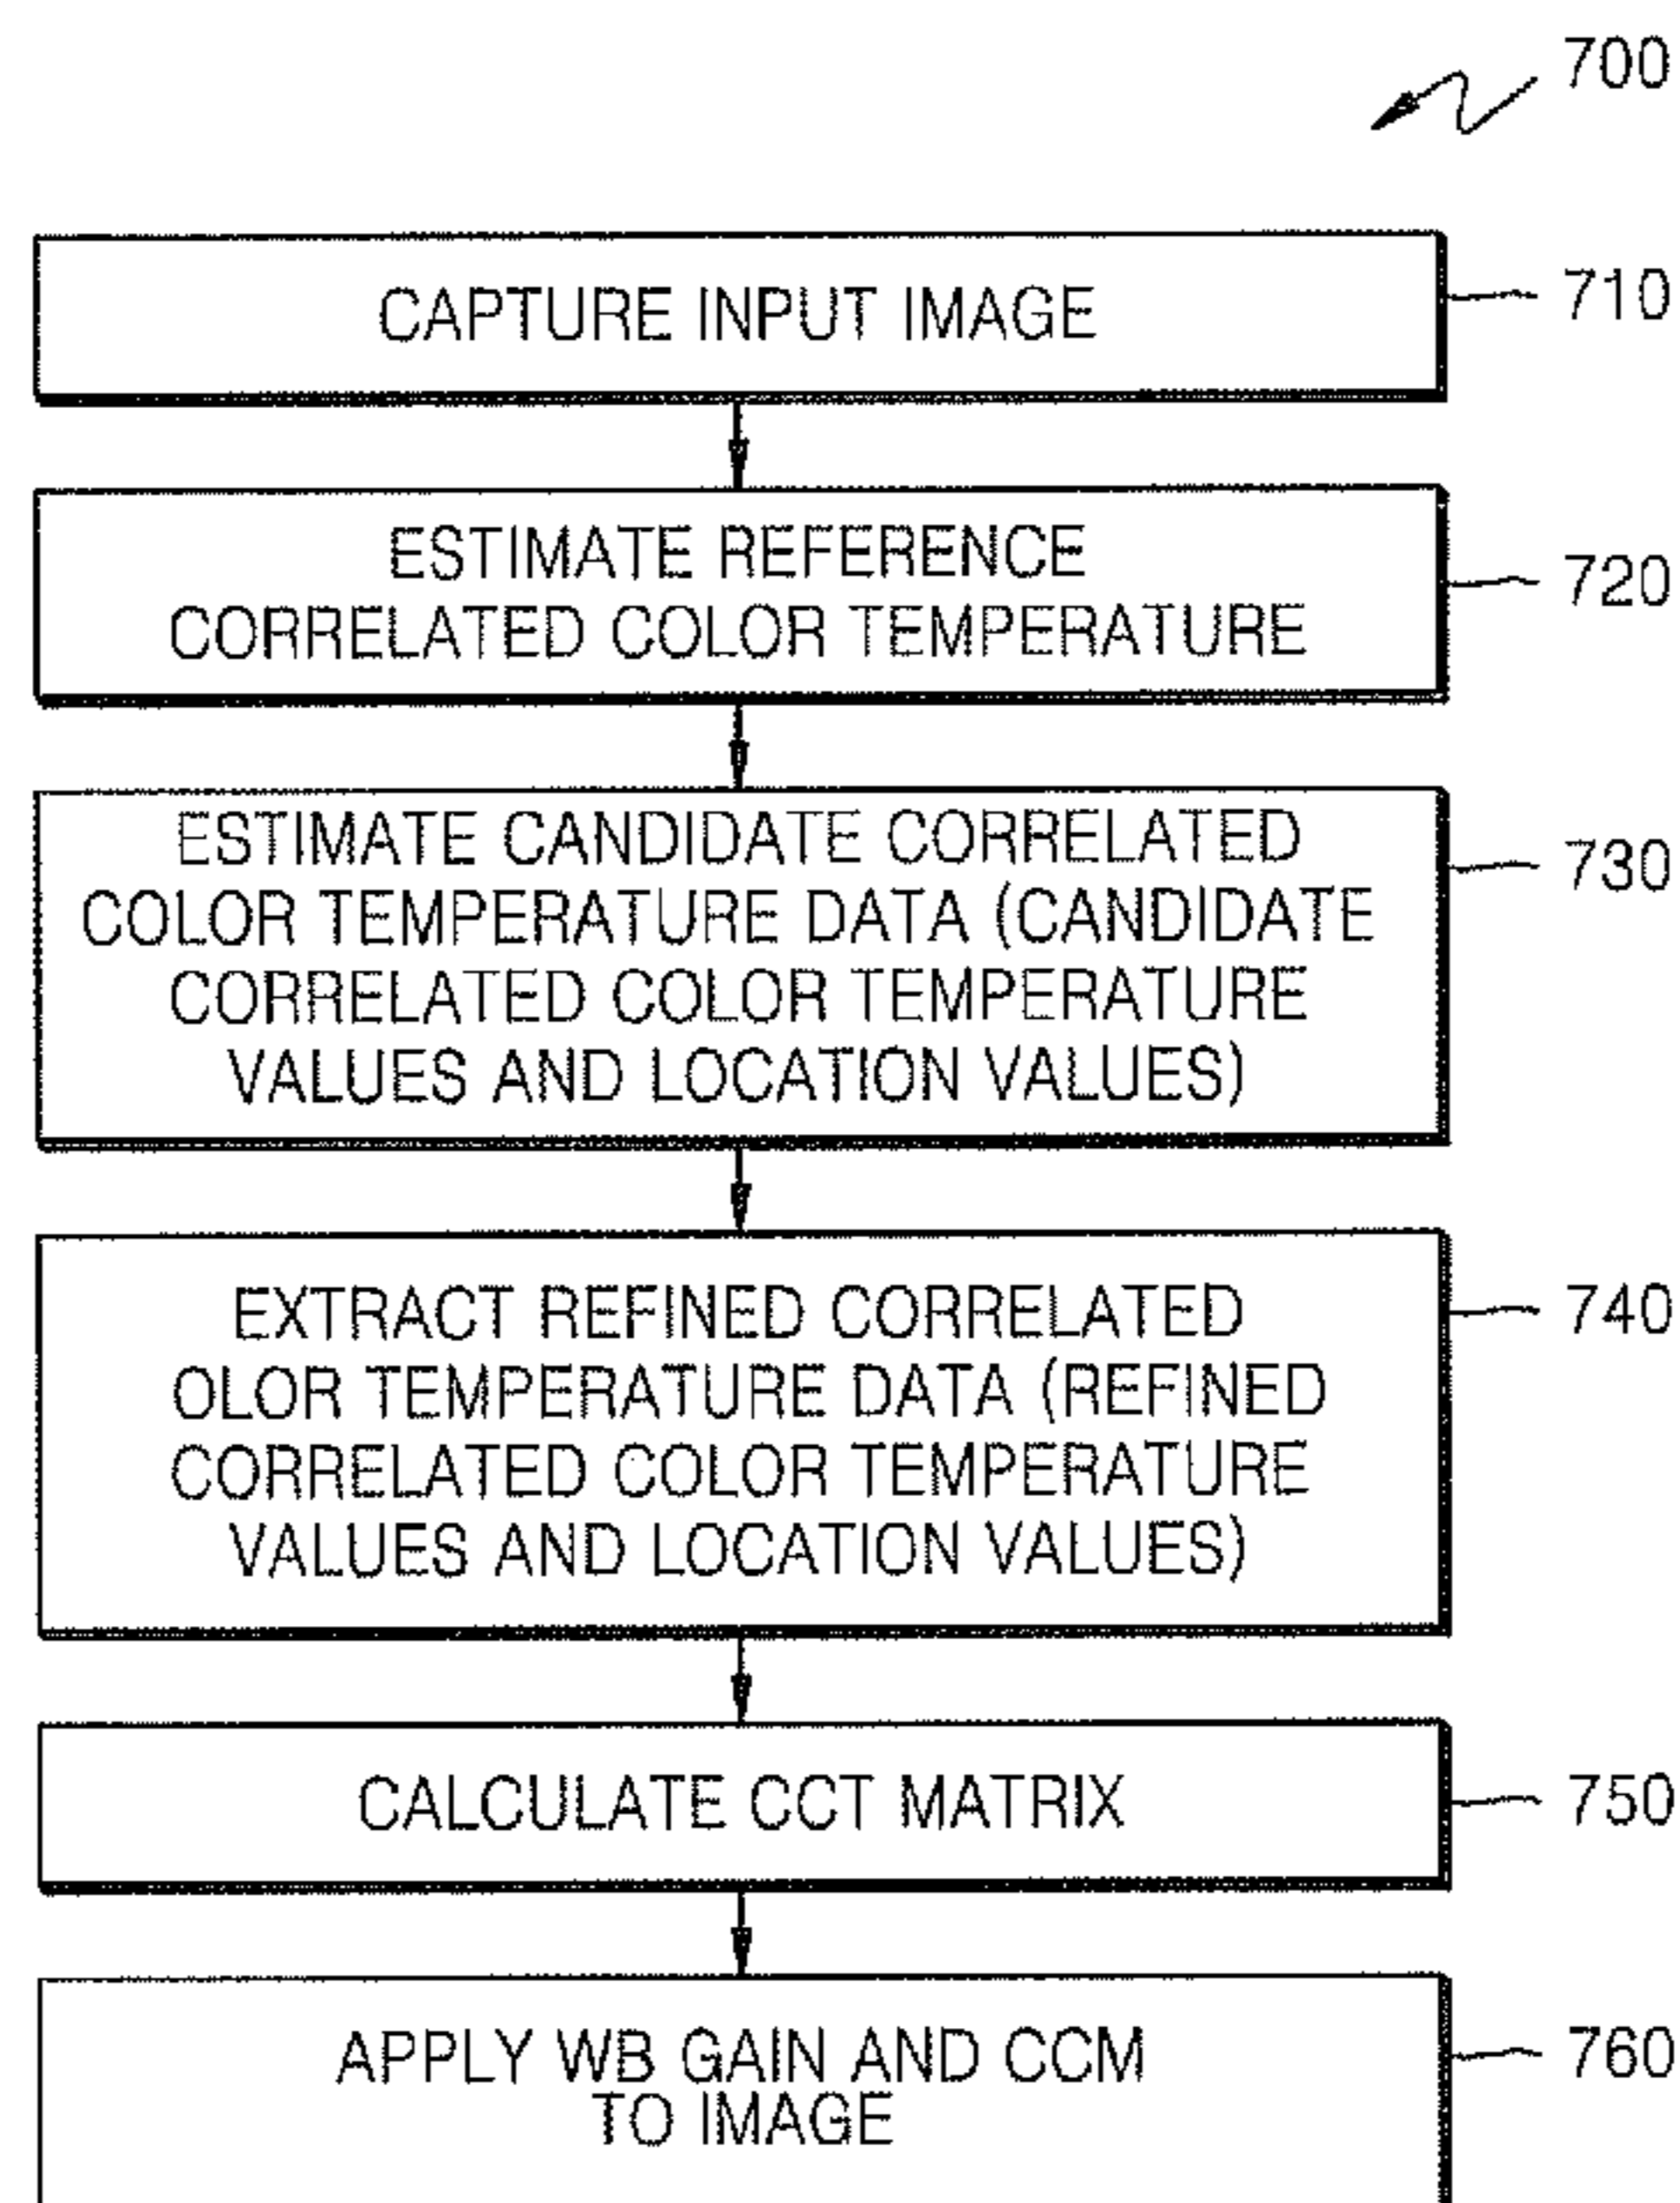 700
CAPTURE INPUT IMAGE
710
ESTIMATE REFERENCE
CORRELATED COLOR TEMPERATURE
720
ESTIMATE CANDIDATE CORRELATED
COLOR TEMPERATURE DATA (CANDIDATE
CORRELATED COLOR TEMPERATURE
VALUES AND LOCATION VALUES)
730
EXTRACT REFINED CORRELATED
OLOR TEMPERATURE DATA (REFINED
CORRELATED COLOR TEMPERATURE
VALUES AND LOCATION VALUES)
740
CALCULATE CCT MATRIX
750
APPLY WB GAIN AND CCM
TO IMAGE
760